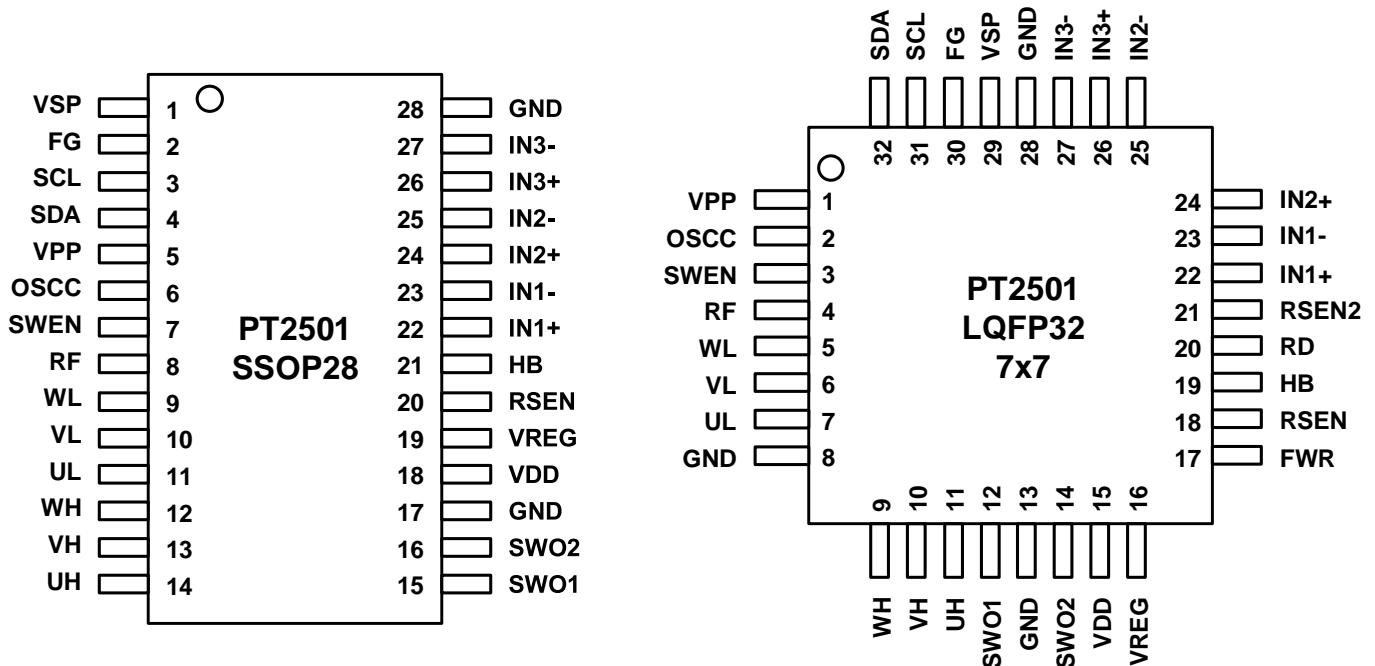 VSP 1 28 GND
FG 2 27 IN3-
SCL 3 26 IN3+
SDA 4 25 IN2-
VPP 5 24 IN2+
OSCC 6 23 IN1-
SWEN 7 22 IN1+
RF 8 21 HB
WL 9 20 RSEN
VL 10 19 VREG
UL 11 18 VDD
WH 12 17 GND
VH 13 16 SWO2
UH 14 15 SWO1
PT2501
SSOP28
SDA SCL FG VSP GND IN3- IN3+ IN2-
32 31 30 29 28 27 26 25
VPP 1 24 IN2+
OSCC 2 23 IN1-
SWEN 3 22 IN1+
RF 4 21 RSEN2
WL 5 20 RD
VL 6 19 HB
UL 7 18 RSEN
GND 8 17 FWR
PT2501
LQFP32
7x7
9 10 11 12 13 14 15 16
WH VH UH SWO1 GND SWO2 VDD VREG